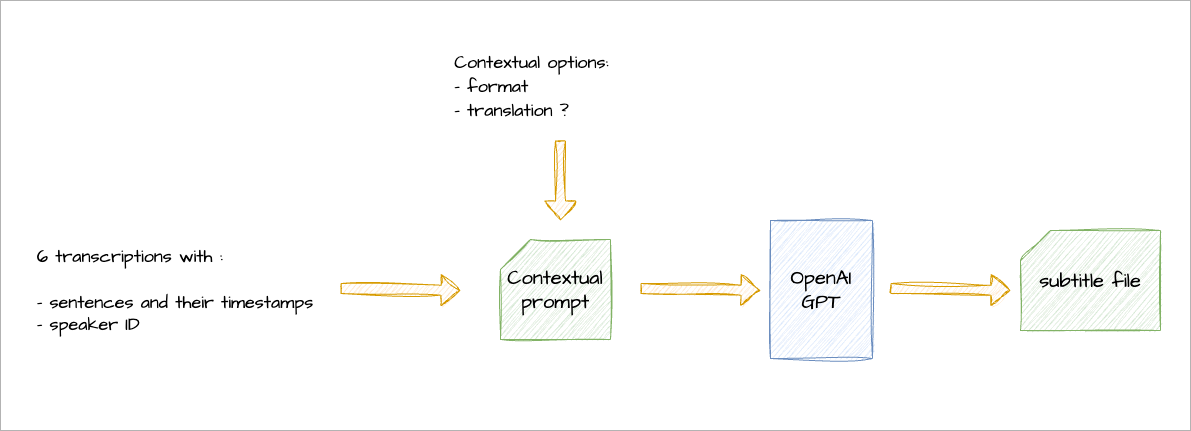 Contextual options:
- format
- translation ?
6 transcriptions with :
- sentences and their timestamps
- speaker ID
Contextual
prompt
OpenAI
GPT
subtitle file